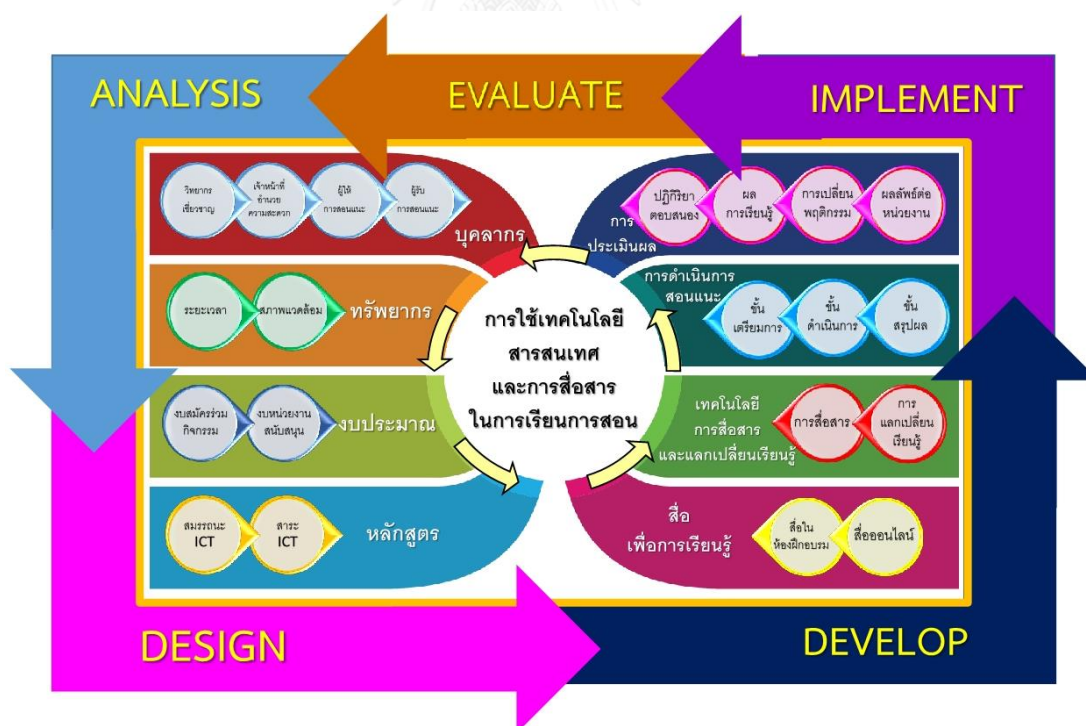 ANALYSIS
EVALUATE
IMPLEMENT
วิทยากร
เชี่ยวชาญ
เจ้าหน้าที่
อำนวย
ความสะดวก
ผู้ให้
การสอนแนะ
ผู้รับ
การสอนแนะ
บุคลากร
ระยะเวลา
สภาพแวดล้อม
ทรัพยากร
งบสมัครร่วม
กิจกรรม
งบหน่วยงาน
สนับสนุน
งบประมาณ
สมรรถนะ
ICT
สาระ
ICT
หลักสูตร
การใช้เทคโนโลยี
สารสนเทศ
และการสื่อสาร
ในการเรียนการสอน
ปฏิกิริยา
ตอบสนอง
ผล
การเรียนรู้
การเปลี่ยน
พฤติกรรม
ผลลัพธ์ต่อ
หน่วยงาน
การ
ประเมินผล
การดำเนินการ
สอนแนะ
ขั้น
เตรียมการ
ขั้น
ดำเนินการ
ขั้น
สรุปผล
เทคโนโลยี
การสื่อสาร
และแลกเปลี่ยนเรียนรู้
การสื่อสาร
การ
แลกเปลี่ยน
เรียนรู้
สื่อ
เพื่อการเรียนรู้
สื่อใน
ห้องฝึกอบรม
สื่อออนไลน์
DESIGN
DEVELOP